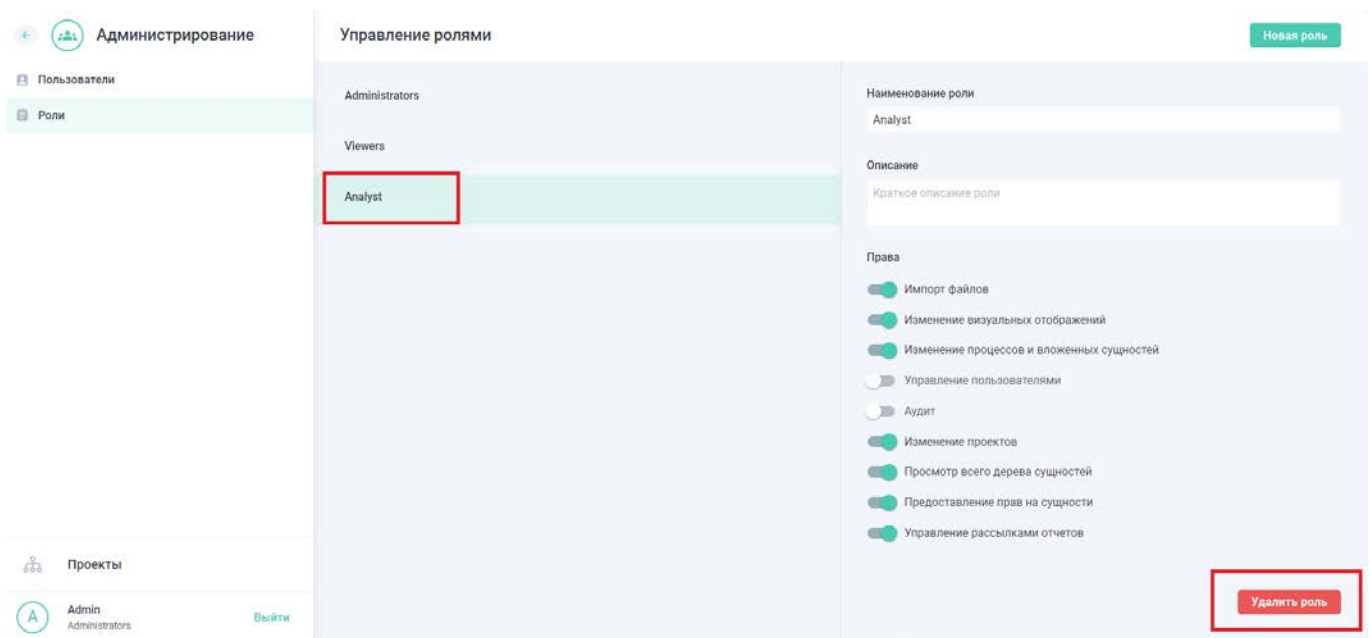 Администрирование
Пользователи
Роли
Проекты
A
Admin
Administrators
Выйти
Управление ролями
Новая роль
Administrators
Viewers
Analyst
Наименование роли
Analyst
Описание
Краткое описание роли
Права
Импорт файлов
Изменение визуальных отображений
Изменение процессов и вложенных сущностей
Управление пользователями
Аудит
Изменение проектов
Просмотр всего дерева сущностей
Предоставление прав на сущности
Управление рассылками отчетов
Удалить роль